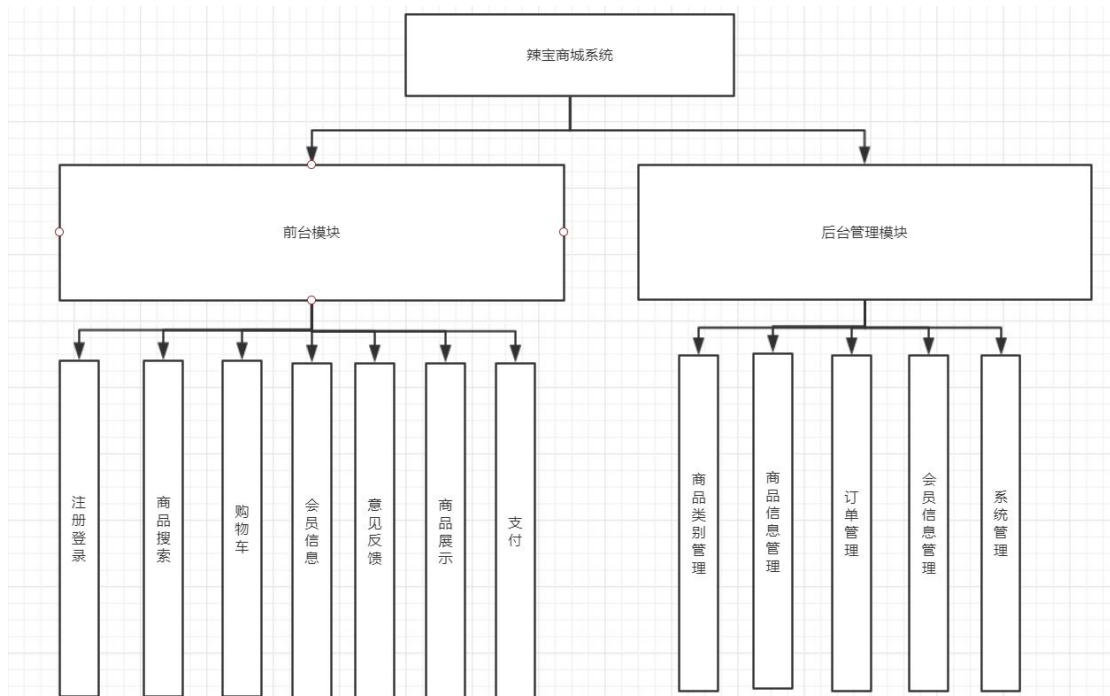 辣宝商城系统
前台模块
后台管理模块
注册登录
商品搜索
购物车
会员信息
意见反馈
商品展示
支付
商品类别管理
商品信息管理
订单管理
会员信息管理
系统管理